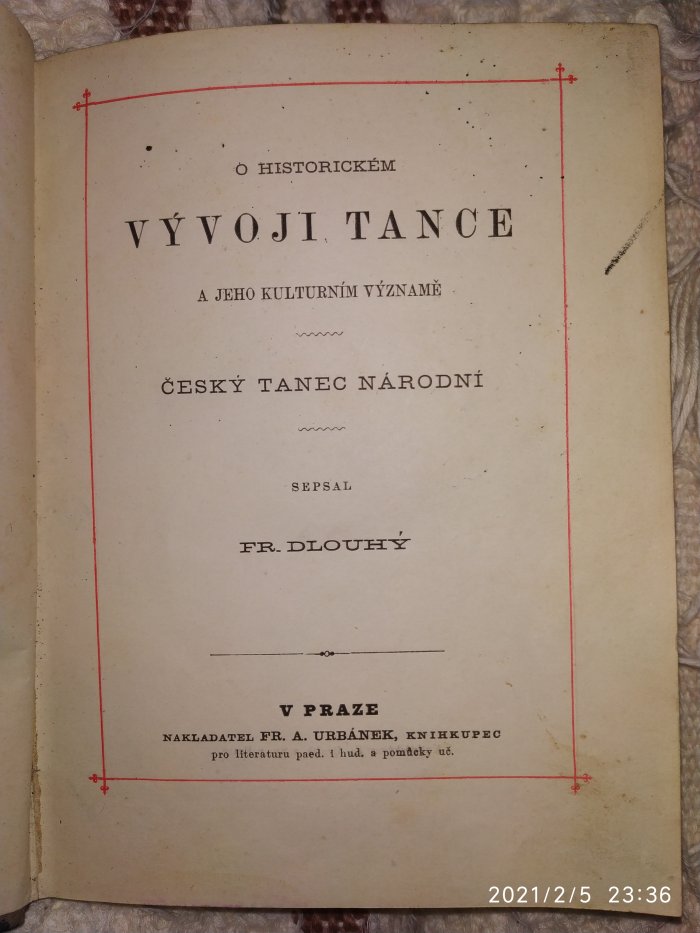 O HISTORICKÉM
VÝVOJI TANCE
A JEHO KULTURNÍM VÝZNAMĚ
ČESKÝ TANEC NÁRODNÍ
SEPSAL
FR. DLOUHÝ
V PRAZE
NAKLADATEL FR. A. URBÁNEK, KNIHKUPEC
pro literaturu paed. i hud. a pomůcky uč.
2021/2/5 23:36